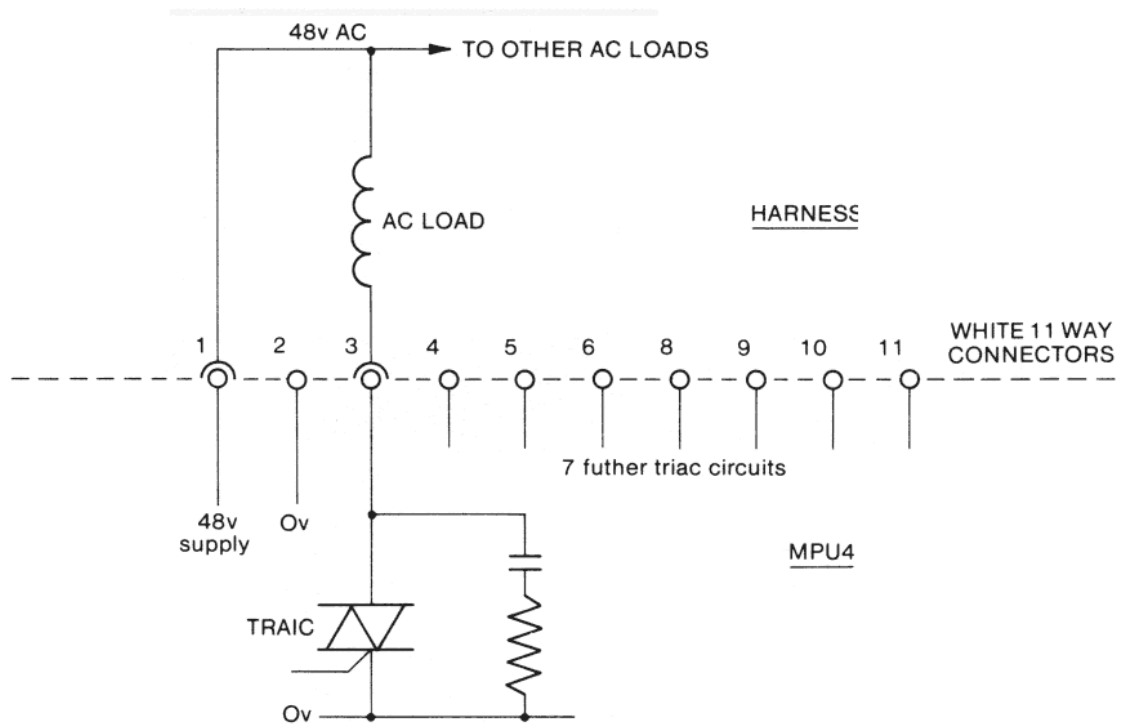 48v AC
TO OTHER AC LOADS
AC LOAD
HARNESS
1 2 3 4 5 6 8 9 10 11
WHITE 11 WAY
CONNECTORS
7 futher triac circuits
48v
supply
Ov
MPU4
TRAIC
Ov